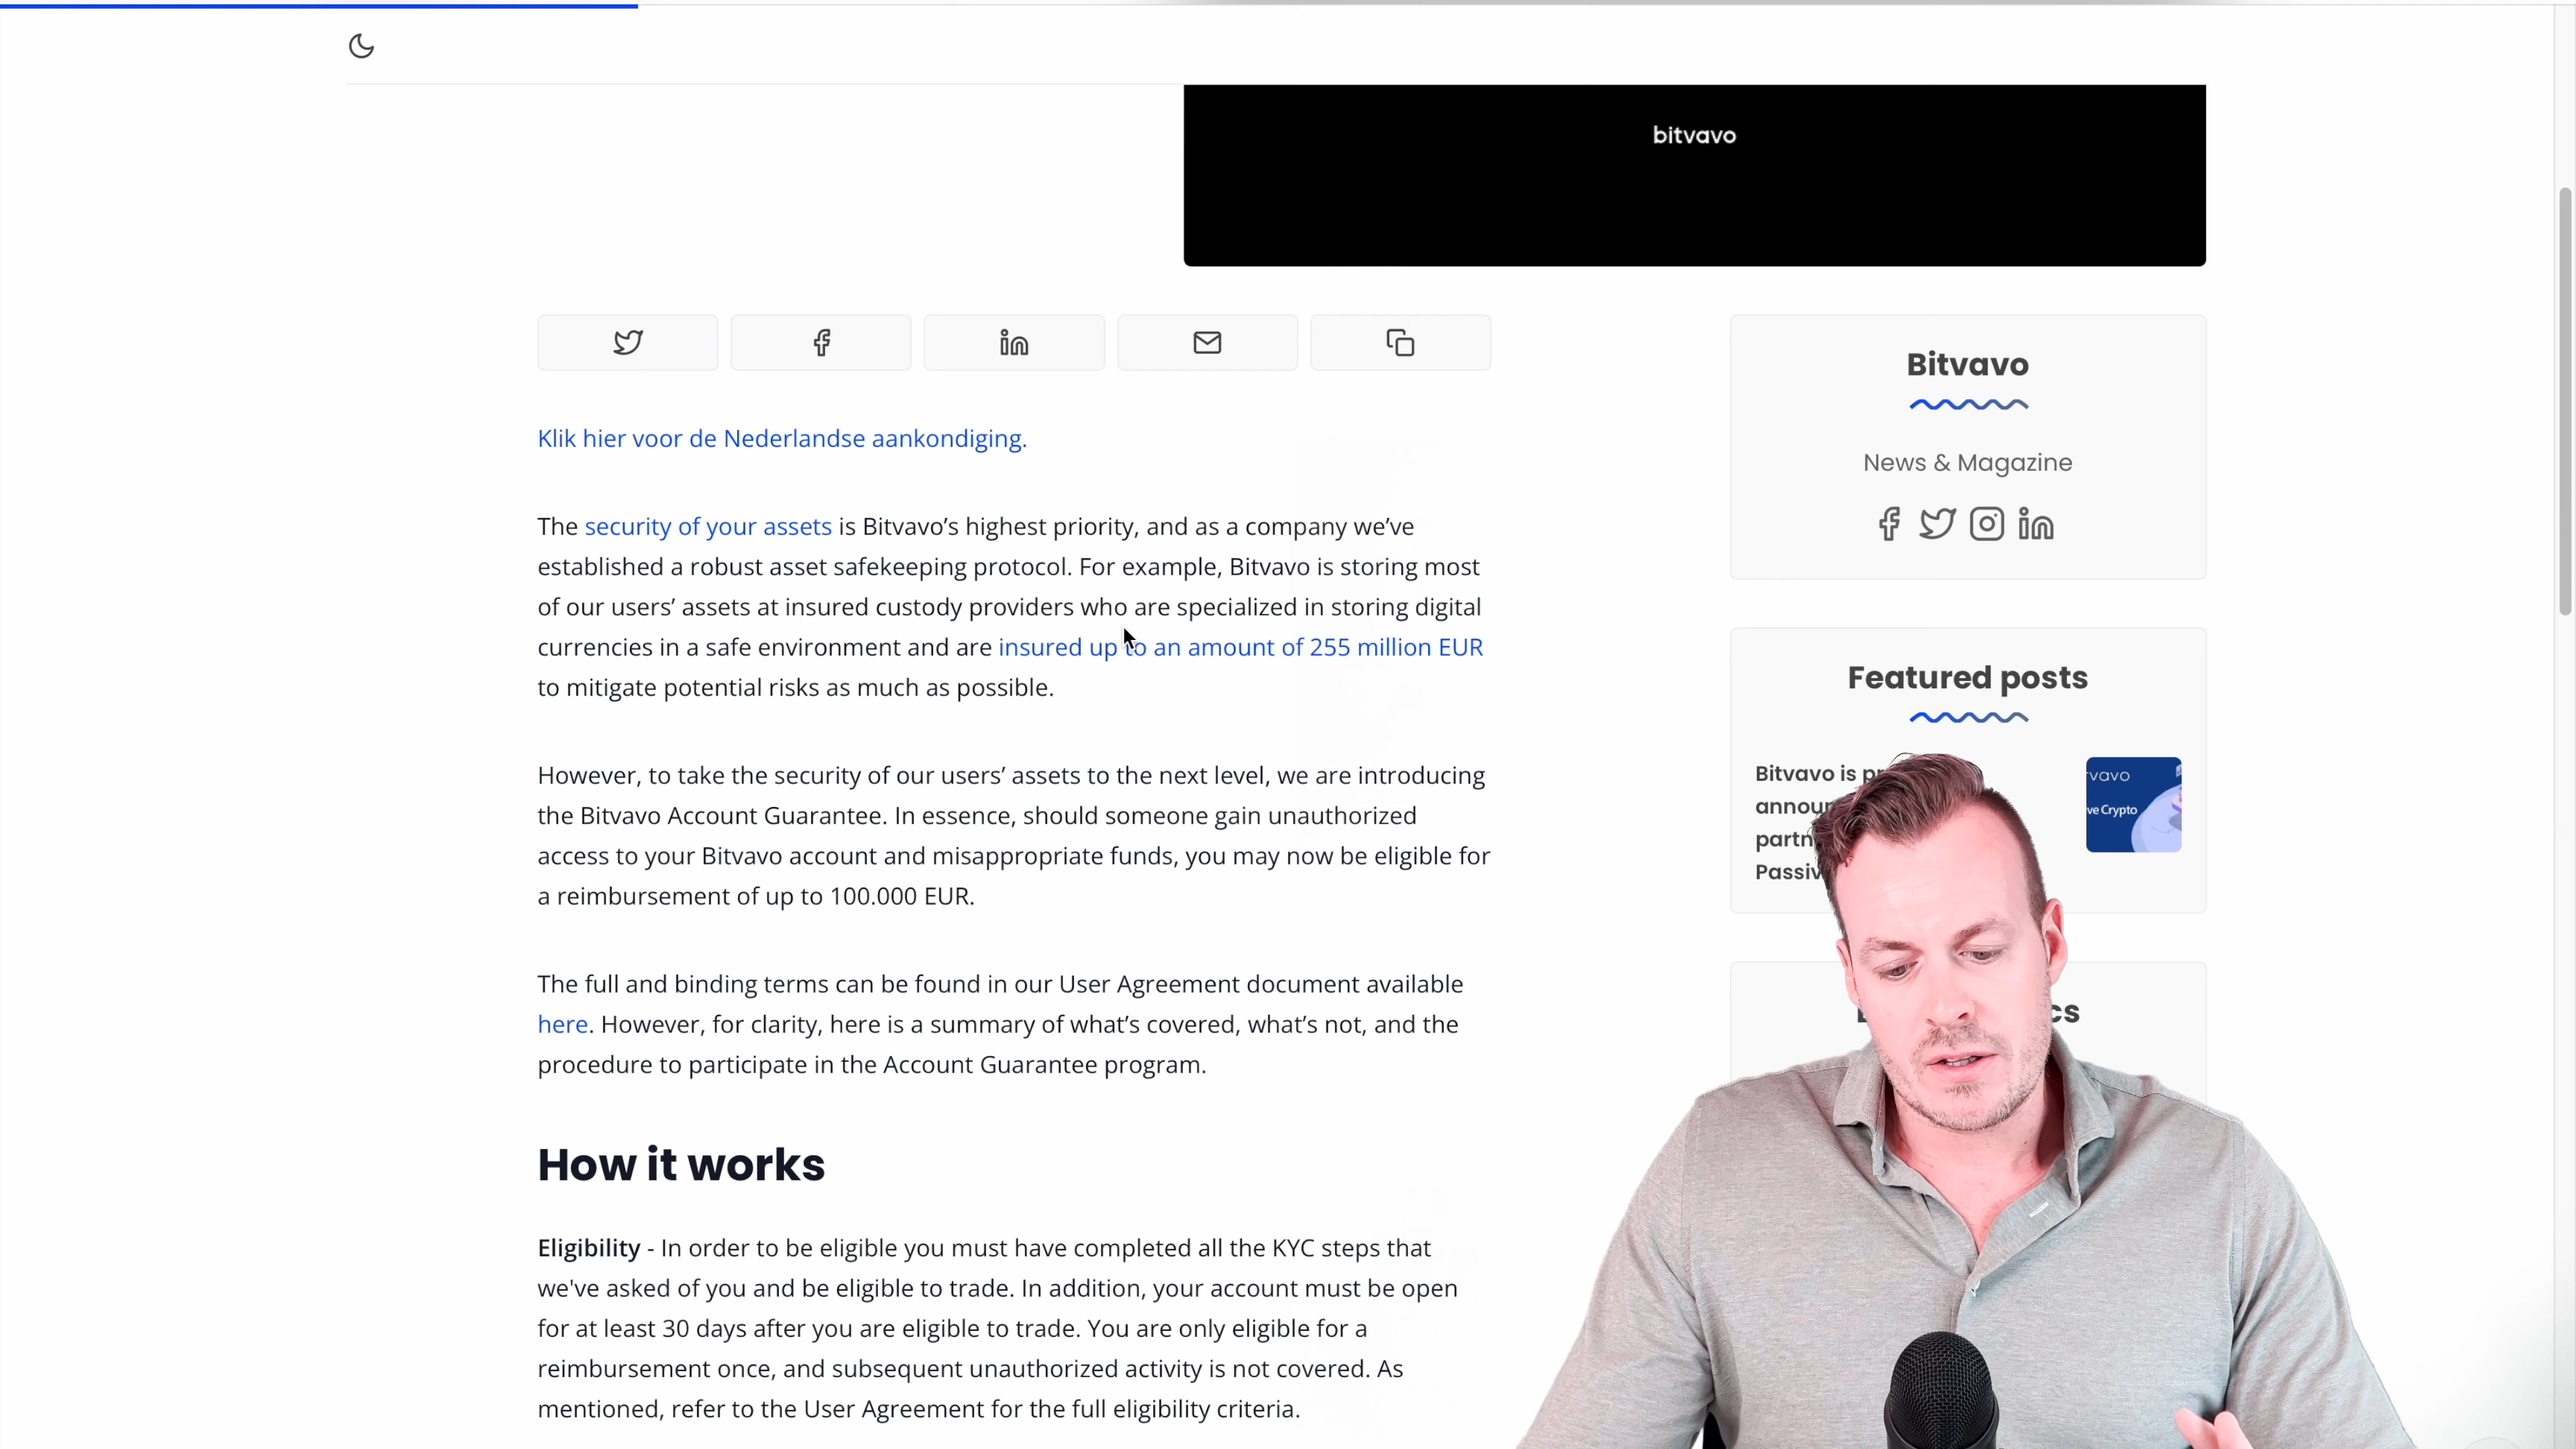 bitvavo
Klik hier voor de Nederlandse aankondiging.
The security of your assets is Bitvavo’s highest priority, and as a company we’ve
established a robust asset safekeeping protocol. For example, Bitvavo is storing most
of our users’ assets at insured custody providers who are specialized in storing digital
currencies in a safe environment and are insured up to an amount of 255 million EUR
to mitigate potential risks as much as possible.
However, to take the security of our users’ assets to the next level, we are introducing
the Bitvavo Account Guarantee. In essence, should someone gain unauthorized
access to your Bitvavo account and misappropriate funds, you may now be eligible for
a reimbursement of up to 100.000 EUR.
The full and binding terms can be found in our User Agreement document available
here. However, for clarity, here is a summary of what’s covered, what’s not, and the
procedure to participate in the Account Guarantee program.
How it works
Eligibility - In order to be eligible you must have completed all the KYC steps that
we've asked of you and be eligible to trade. In addition, your account must be open
for at least 30 days after you are eligible to trade. You are only eligible for a
reimbursement once, and subsequent unauthorized activity is not covered. As
mentioned, refer to the User Agreement for the full eligibility criteria.
Bitvavo
News & Magazine
Featured posts
Bitvavo is
vavo
ve Crypto